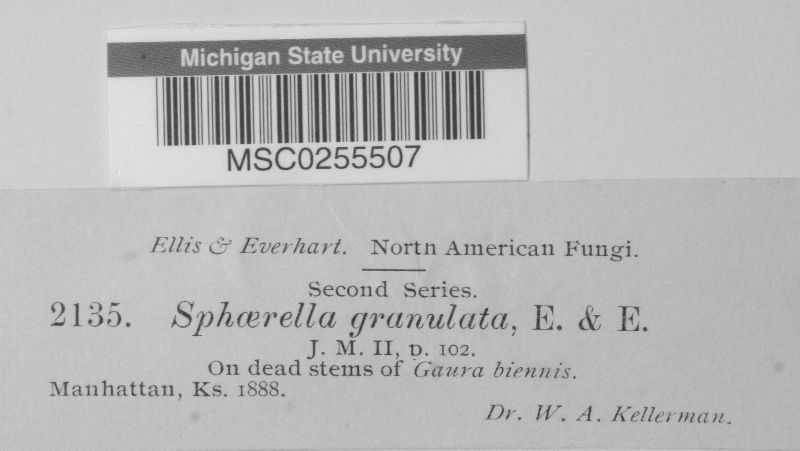 Michigan State University
MSC0255507
Ellis & Everhart. North American Fungi.
Second Series.
2135. Sphærella granulata, E. & E.
J. M. II, p. 102.
On dead stems of Gaura biennis.
Manhattan, Ks. 1888.
Dr. W. A. Kellerman.